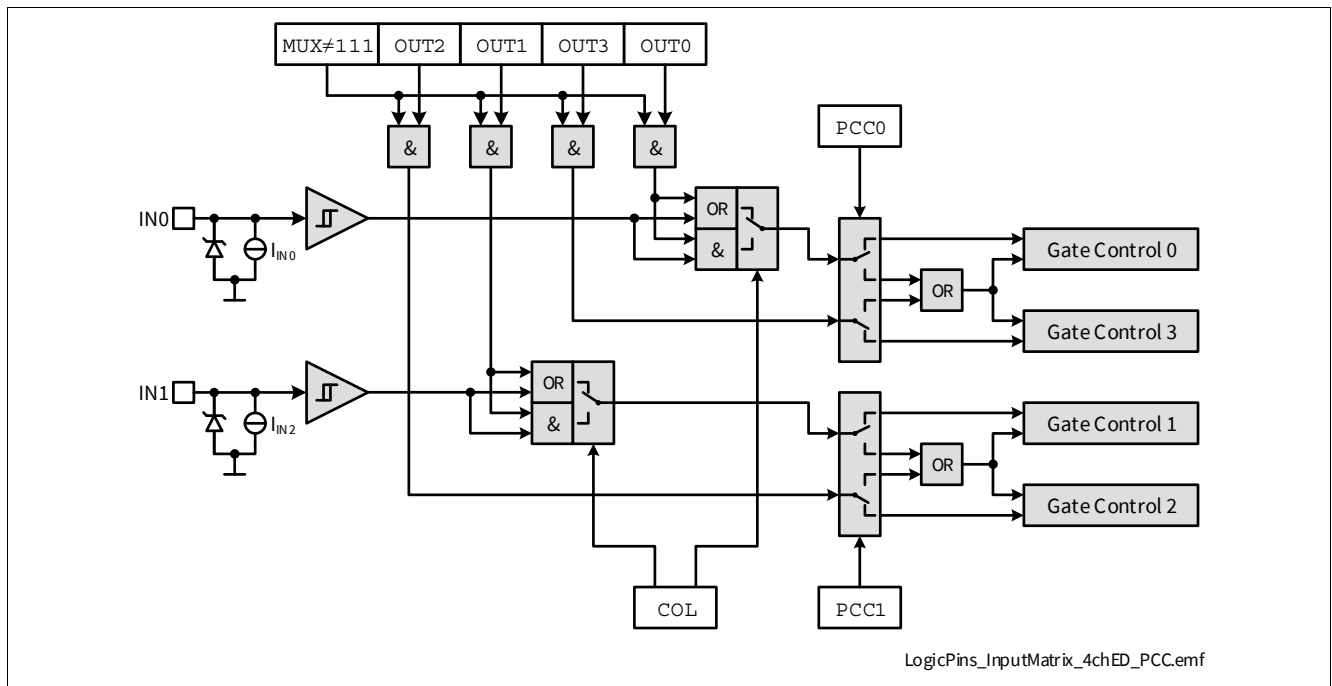 MUX≠111 OUT2 OUT1 OUT3 OUT0
PCC0
& & & &
IN0
I_IN0
OR
&
OR
Gate Control 0
Gate Control 3
IN1
I_IN2
OR
&
OR
Gate Control 1
Gate Control 2
COL
PCC1
LogicPins_InputMatrix_4chED_PCC.emf